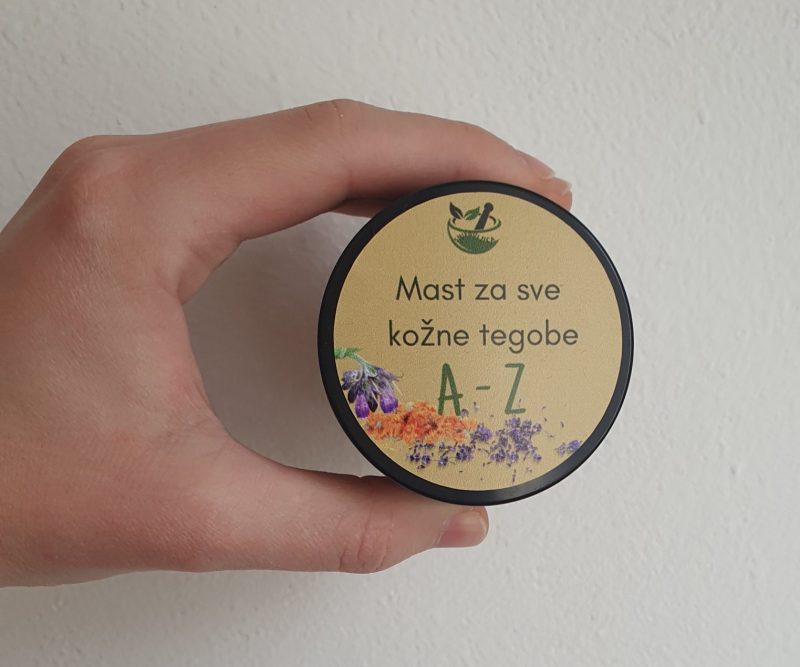 Mast za sve
kožne tegobe
A-Z